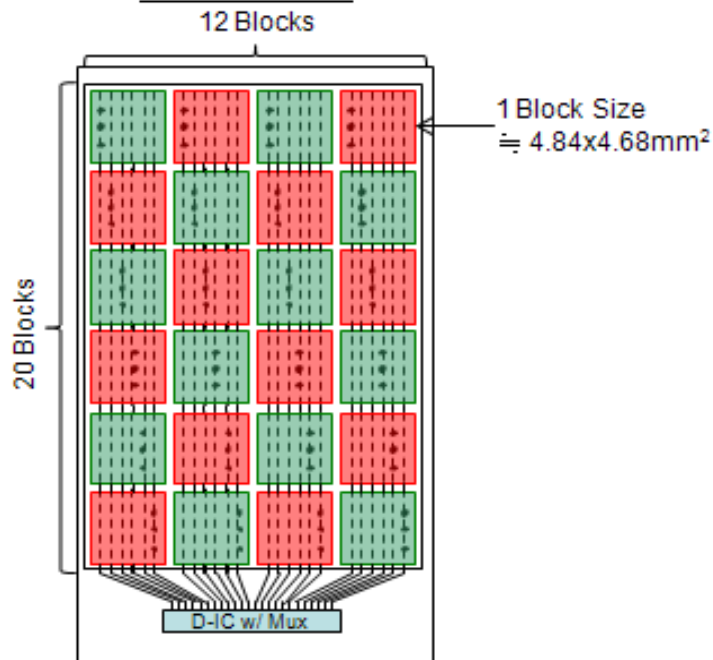 12 Blocks
1 Block Size
≒ 4.84x4.68mm²
20 Blocks
D-IC w/ Mux